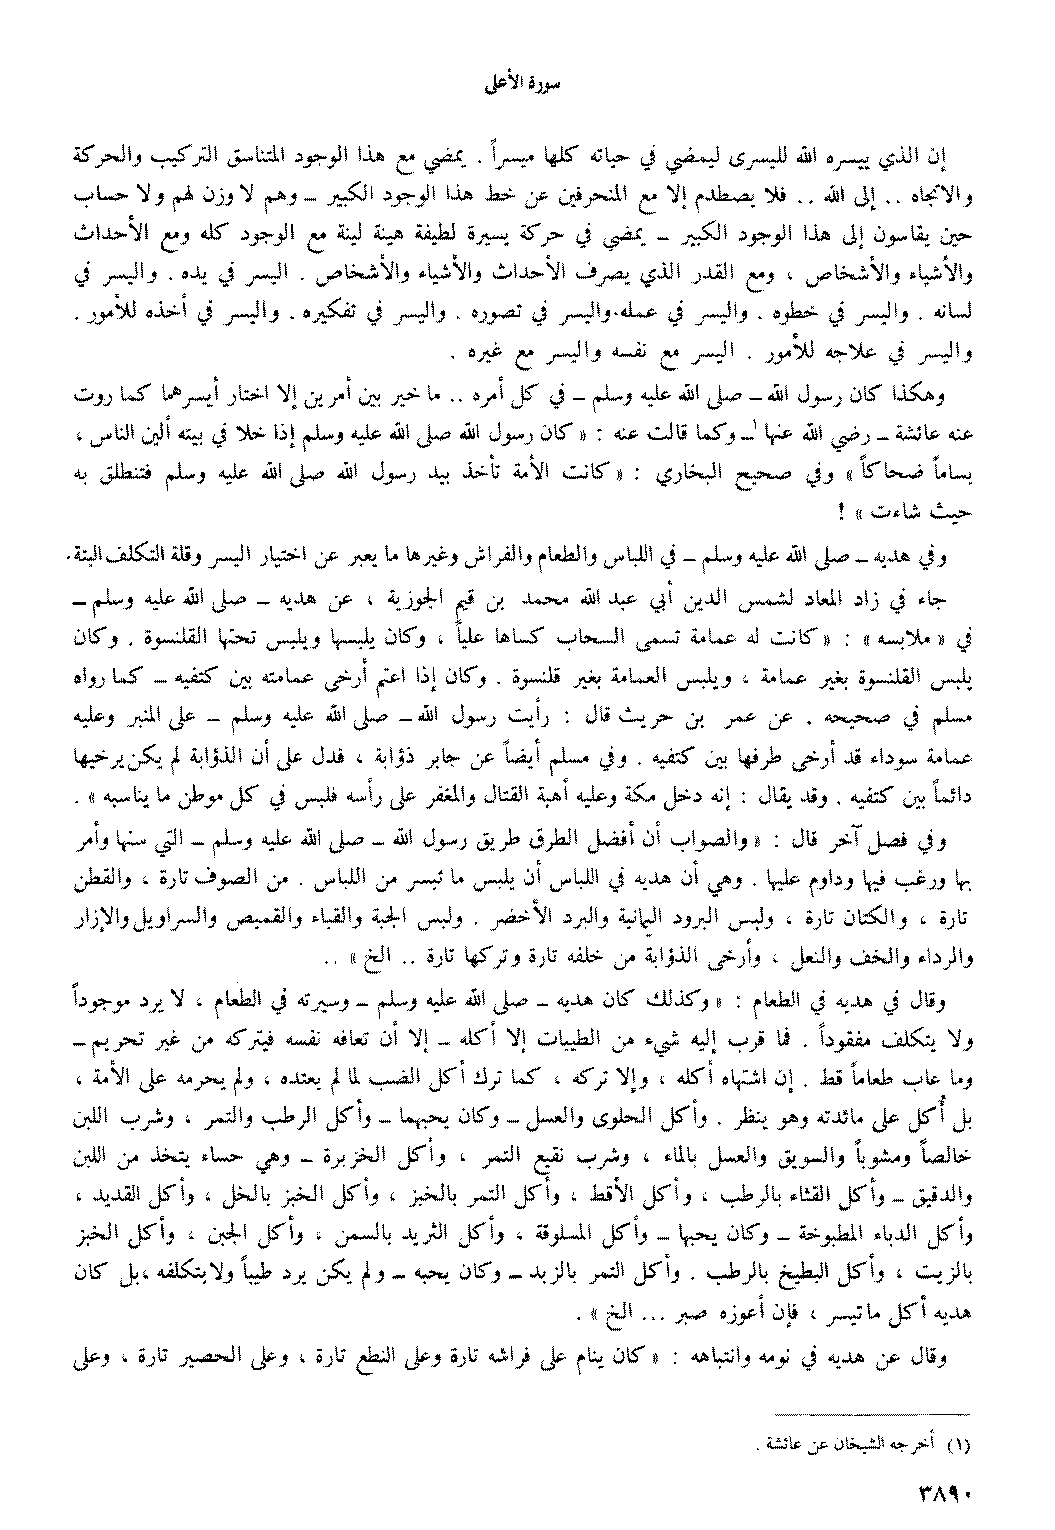 سورة الأعلى
إن الذي ييسره الله لليسرى ليمضي في حياته كلها ميسراً . يمضي مع هذا الوجود المتناسق التركيب والحركة
والاتجاه .. إلى الله .. فلا يصطدم إلا مع المنحرفين عن خط هذا الوجود الكبير – وهم لا وزن لهم ولا حساب
حين يقاسون إلى هذا الوجود الكبير – يمضي في حركة يسيرة لطيفة هينة لينة مع الوجود كله ومع الأحداث
والأشياء والأشخاص ، ومع القدر الذي يصرف الأحداث والأشياء والأشخاص . اليسر في يده . واليسر في
لسانه . واليسر في خطوه . واليسر في عمله . واليسر في تصوره . واليسر في تفكيره . واليسر في أخذه للأمور .
واليسر في علاجه للأمور . اليسر مع نفسه واليسر مع غيره .
وهكذا كان رسول الله – صلى الله عليه وسلم – في كل أمره .. ما خير بين أمرين إلا اختار أيسرهما كما روت
عنه عائشة – رضي الله عنها ١– وكما قالت عنه : « كان رسول الله صلى الله عليه وسلم إذا خلا في بيته ألين الناس ،
بساماً ضحاكاً » وفي صحيح البخاري : « كانت الأمة تأخذ بيد رسول الله صلى الله عليه وسلم فتنطلق به
حيث شاءت » !
وفي هديه – صلى الله عليه وسلم – في اللباس والطعام والفراش وغيرها ما يعبر عن اختيار اليسر وقلة التكلف البتة .
جاء في زاد المعاد لشمس الدين أبي عبد الله محمد بن قيم الجوزية ، عن هديه – صلى الله عليه وسلم –
في « ملابسه » : « كانت له عمامة تسمى السحاب كساها علياً ، وكان يلبسها ويلبس تحتها القلنسوة . وكان
يلبس القلنسوة بغير عمامة ، ويلبس العمامة بغير قلنسوة . وكان إذا اعتم أرخى عمامته بين كتفيه – كما رواه
مسلم في صحيحه . عن عمر بن حريث قال : رأيت رسول الله – صلى الله عليه وسلم – على المنبر وعليه
عمامة سوداء قد أرخى طرفها بين كتفيه . وفي مسلم أيضاً عن جابر ذؤابة ، فدل على أن الذؤابة لم يكن يرخيها
دائماً بين كتفيه . وقد يقال : إنه دخل مكة وعليه أهبة القتال والمغفر على رأسه فلبس في كل موطن ما يناسبه » .
وفي فصل آخر قال : « والصواب أن أفضل الطرق طريق رسول الله – صلى الله عليه وسلم – التي سنها وأمر
بها ورغب فيها وداوم عليها . وهي أن هديه في اللباس أن يلبس ما تيسر من اللباس . من الصوف تارة ، والقطن
تارة ، والكتان تارة ، ولبس البرود اليمانية والبرد الأخضر . ولبس الجبة والقباء والقميص والسراويل والإزار
والرداء والخف والنعل ، وأرخى الذؤابة من خلفه تارة وتركها تارة .. الخ » ..
وقال في هديه في الطعام : « وكذلك كان هديه – صلى الله عليه وسلم – وسيرته في الطعام ، لا يرد موجوداً
ولا يتكلف مفقوداً . فما قرب إليه شيء من الطيبات إلا أكله – إلا أن تعافه نفسه فيتركه من غير تحريم –
وما عاب طعاماً قط . إن اشتهاه أكله ، وإلا تركه ، كما ترك أكل الضب لما لم يعتده ، ولم يحرمه على الأمة ،
بل أُكل على مائدته وهو ينظر . وأكل الحلوى والعسل – وكان يحبهما – وأكل الرطب والتمر ، وشرب اللبن
خالصاً ومشوباً والسويق والعسل بالماء ، وشرب نقيع التمر ، وأكل الخزيرة – وهي حساء يتخذ من اللبن
والدقيق – وأكل القثاء بالرطب ، وأكل الأقط ، وأكل التمر بالخبز ، وأكل الخبز بالخل ، وأكل القديد ،
وأكل الدباء المطبوخة – وكان يحبها – وأكل المسلوقة ، وأكل الثريد بالسمن ، وأكل الجبن ، وأكل الخبز
بالزيت ، وأكل البطيخ بالرطب . وأكل التمر بالزبد – وكان يحبه – ولم يكن يرد طيباً ولا يتكلفه ، بل كان
هديه أكل ما تيسر ، فإن أعوزه صبر ... الخ » .
وقال عن هديه في نومه وانتباهه : « كان ينام على فراشه تارة وعلى النطع تارة ، وعلى الحصير تارة ، وعلى
(١) أخرجه الشيخان عن عائشة .
٣٨٩٠